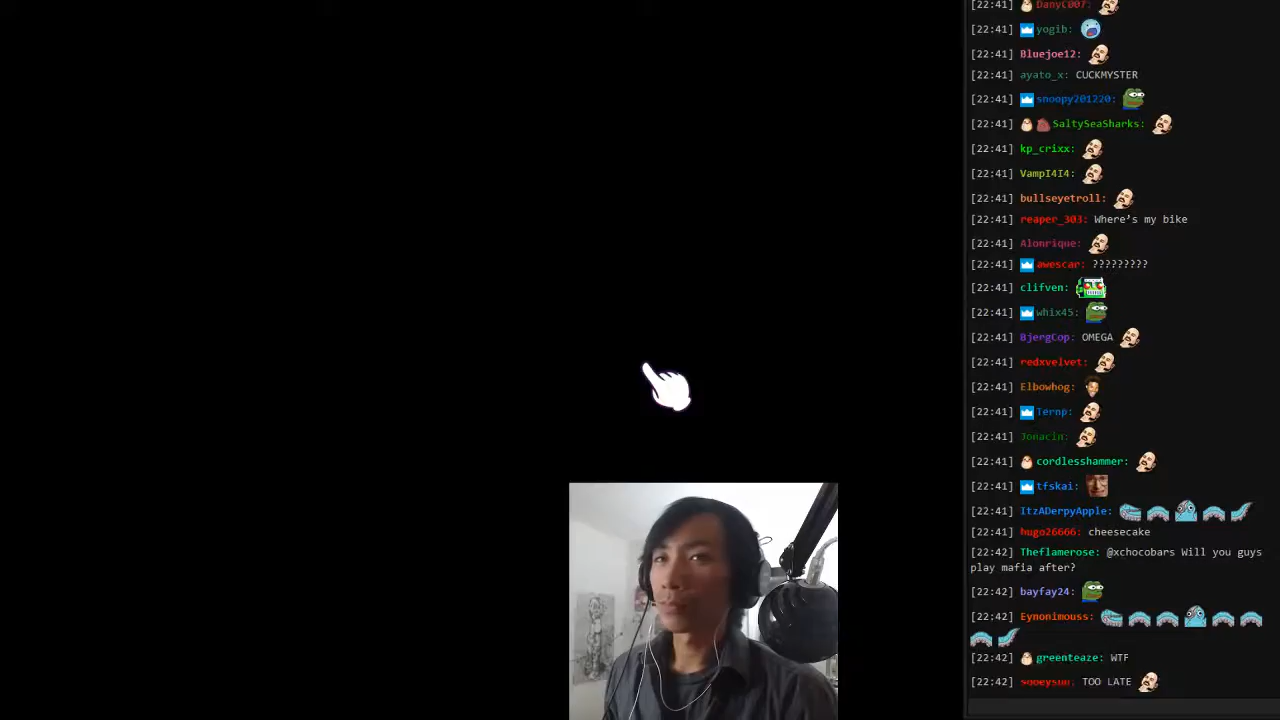 [22:41] DanyC007:
[22:41] yogib:
[22:41] Bluejoe12:
[22:41] ayato_x: CUCKMYSTER
[22:41] snoopy201220:
[22:41] SaltySeaSharks:
[22:41] kp_crixx:
[22:41] VampI4I4:
[22:41] bullseyetroll:
[22:41] reaper_303: Where's my bike
[22:41] Alonrique:
[22:41] awescar: ?????????
[22:41] clifven:
[22:41] whix45:
[22:41] BjergCop: OMEGA
[22:41] redxvelvet:
[22:41] Elbowhog:
[22:41] Ternp:
[22:41] Jonacin:
[22:41] cordlesshammer:
[22:41] tfskai:
[22:41] ItzADerpyApple:
[22:41] hugo26666: cheesecake
[22:42] Theflamerose: @xchocobars Will you guys
play mafia after?
[22:42] bayfay24:
[22:42] Eynonimouss:
[22:42] greenteaze: WTF
[22:42] TOO LATE